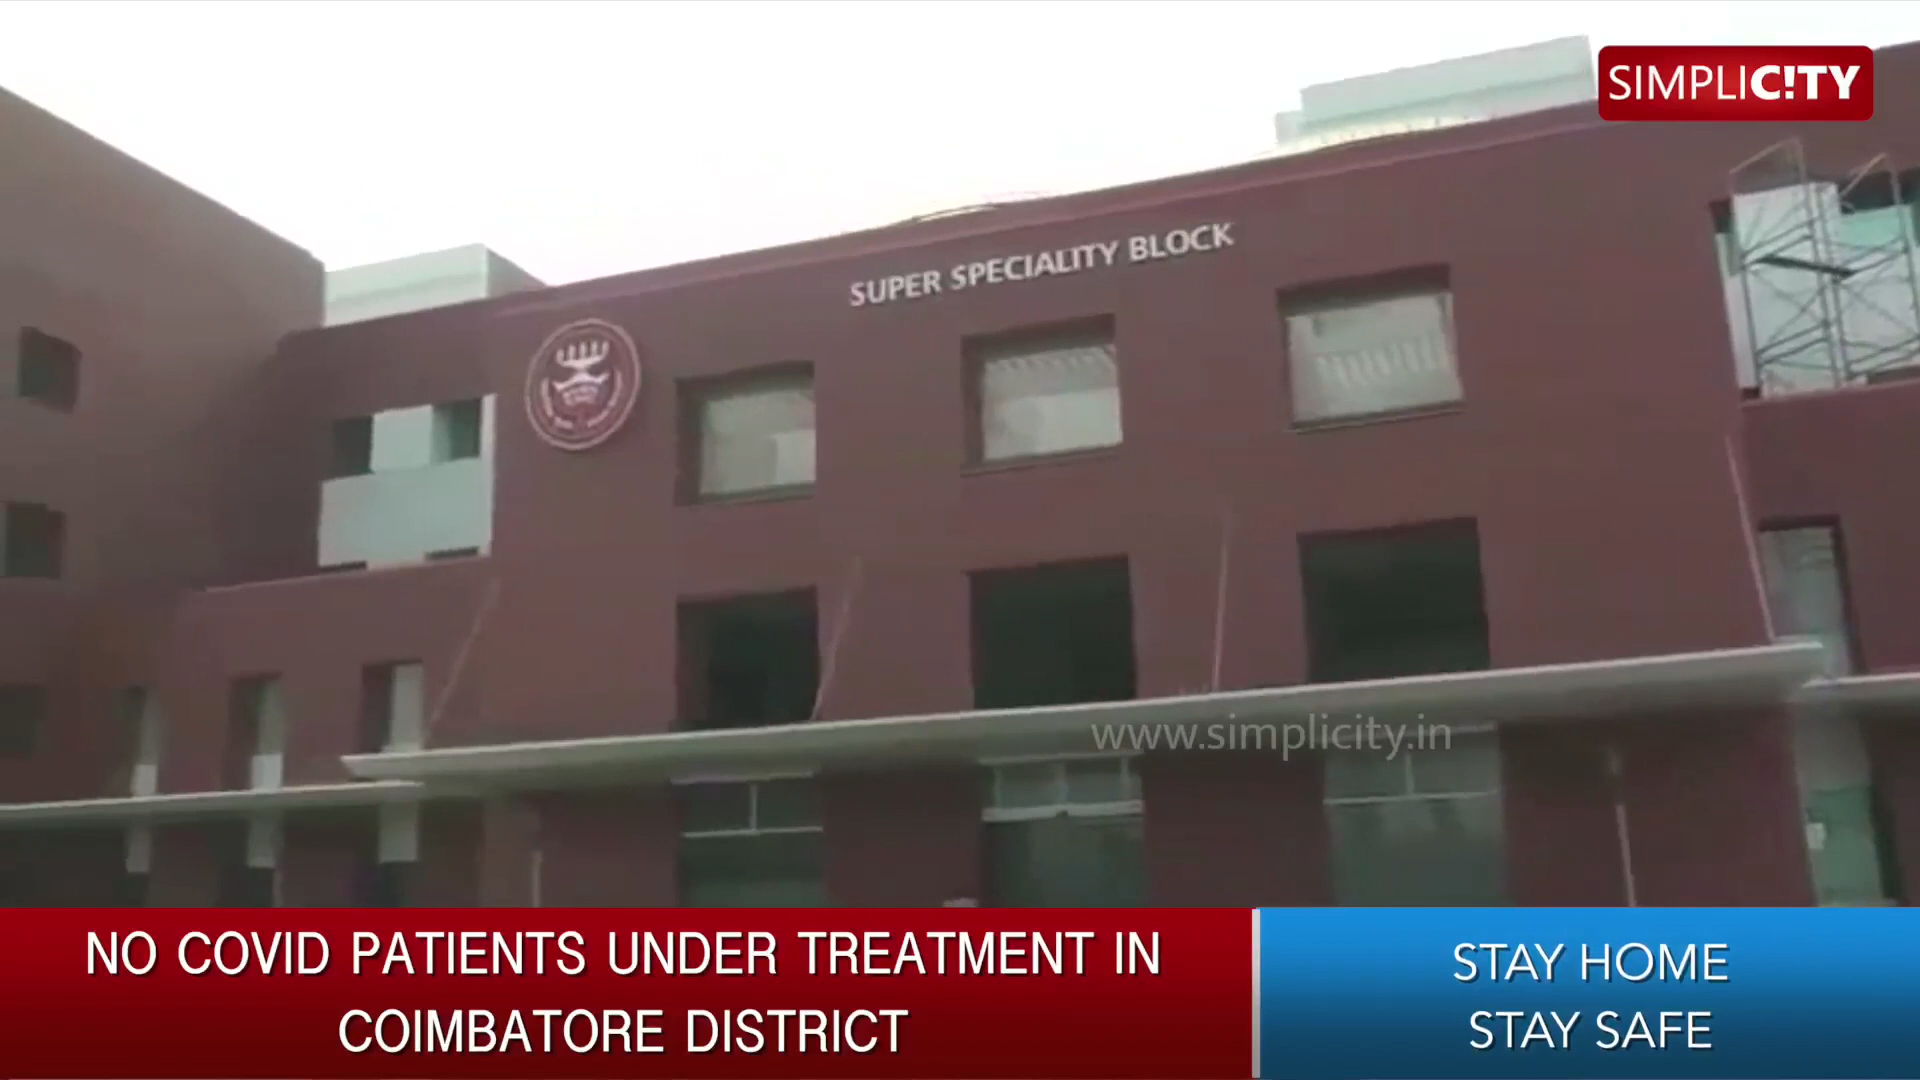 SIMPLIC!TY
SUPER SPECIALITY BLOCK
www.simplicity.in
NO COVID PATIENTS UNDER TREATMENT IN
COIMBATORE DISTRICT
STAY HOME
STAY SAFE